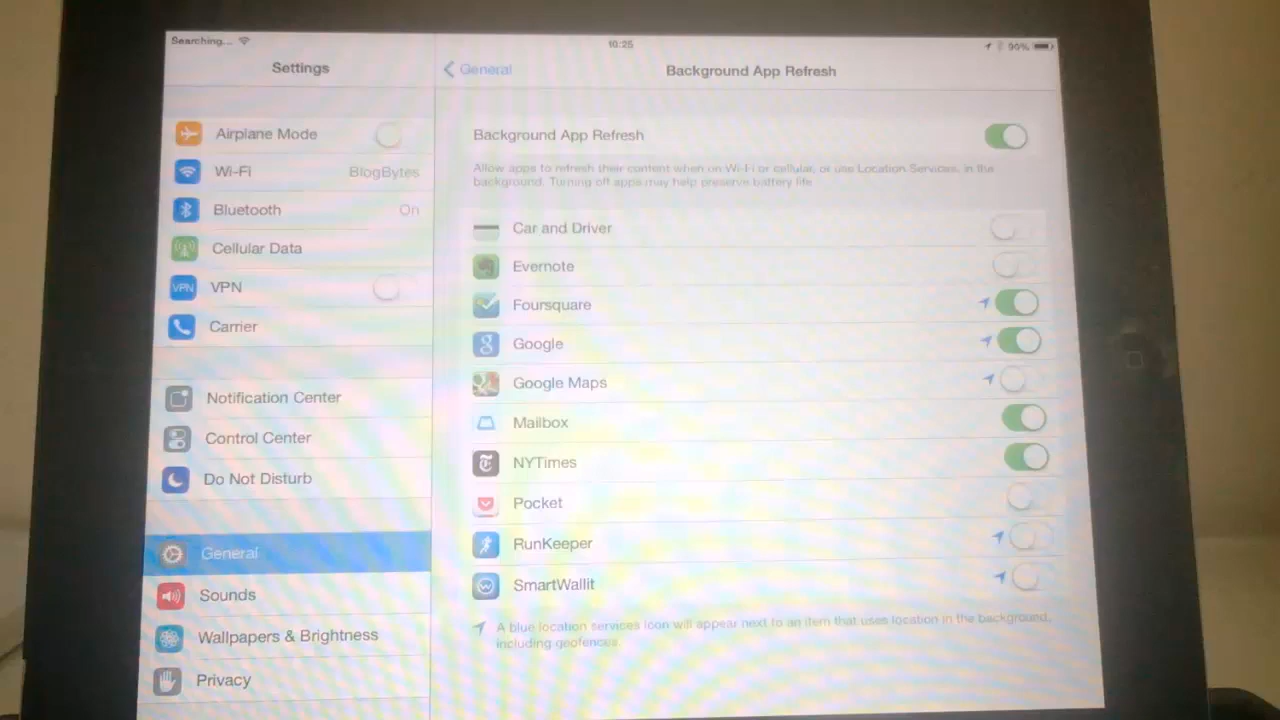 Searching...
10:25
90%
Settings
General
Background App Refresh
Airplane Mode
Wi-Fi
BlogBytes
Bluetooth
On
Cellular Data
VPN
VPN
Carrier
Notification Center
Control Center
Do Not Disturb
General
Sounds
Wallpapers & Brightness
Privacy
Background App Refresh
Allow apps to refresh their content when on Wi-Fi or cellular, or use Location Services, in the
background. Turning off apps may help preserve battery life.
Car and Driver
Evernote
Foursquare
Google
Google Maps
Mailbox
NYTimes
Pocket
RunKeeper
SmartWallit
A blue location services icon will appear next to an item that uses location in the background,
including geofences.